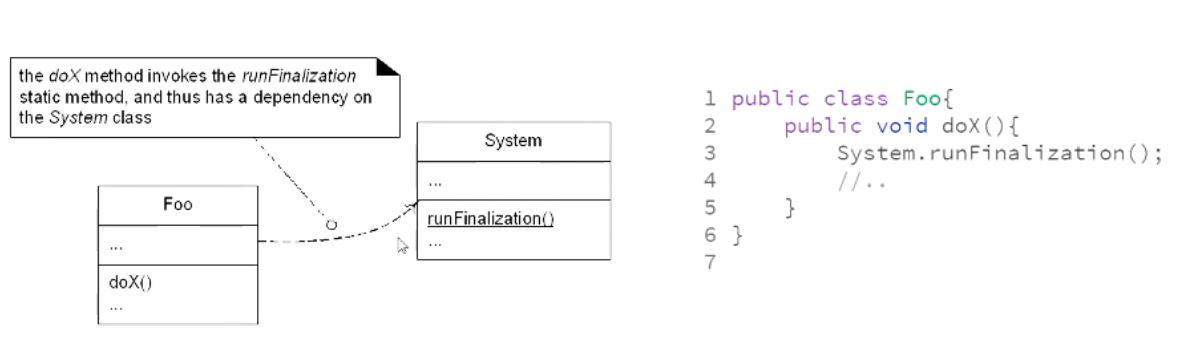 the doX method invokes the runFinalization
static method, and thus has a dependency on
the System class
System
...
runFinalization()
...
Foo
...
doX()
...
1 public class Foo{
2 public void doX(){
3 System.runFinalization();
4 //..
5 }
6 }
7